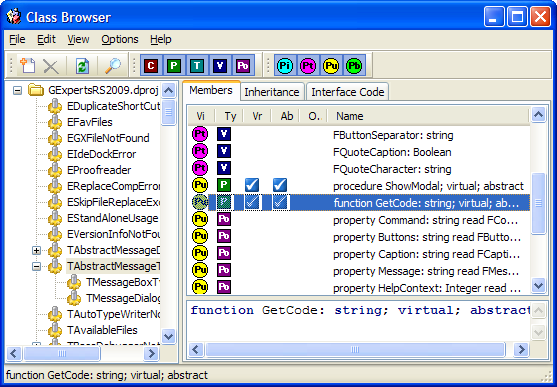 Class Browser
File Edit View Options Help
C P T V Po Pi Pt Pu Pb
GExpertsRS2009.dproj
EDuplicateShortCut
EFavFiles
EGXFileNotFound
EIdeDockError
EProofreader
EReplaceCompError
ESkipFileReplaceExc
EStandAloneUsage
EVersionInfoNotFou
TAbstractMessageD
TAbstractMessageT
TMessageBoxTy
TMessageDialog
TAutoTypeWriterNo
TAvailableFiles
TBaseDebuggerNoti
Members Inheritance Interface Code
Vi Ty Vr Ab O. Name
Pt V FButtonSeparator: string
Pt V FQuoteCaption: Boolean
Pt V FQuoteCharacter: string
Pu P procedure ShowModal; virtual; abstract
Pu P function GetCode: string; virtual; ab...
Pu Po property Command: string read FCo...
Pu Po property Buttons: string read FButto...
Pu Po property Caption: string read FCapti...
Pu Po property Message: string read FMes...
Pu Po property HelpContext: Integer read ...
function GetCode: string; virtual; abstract
function GetCode: string; virtual; abstract